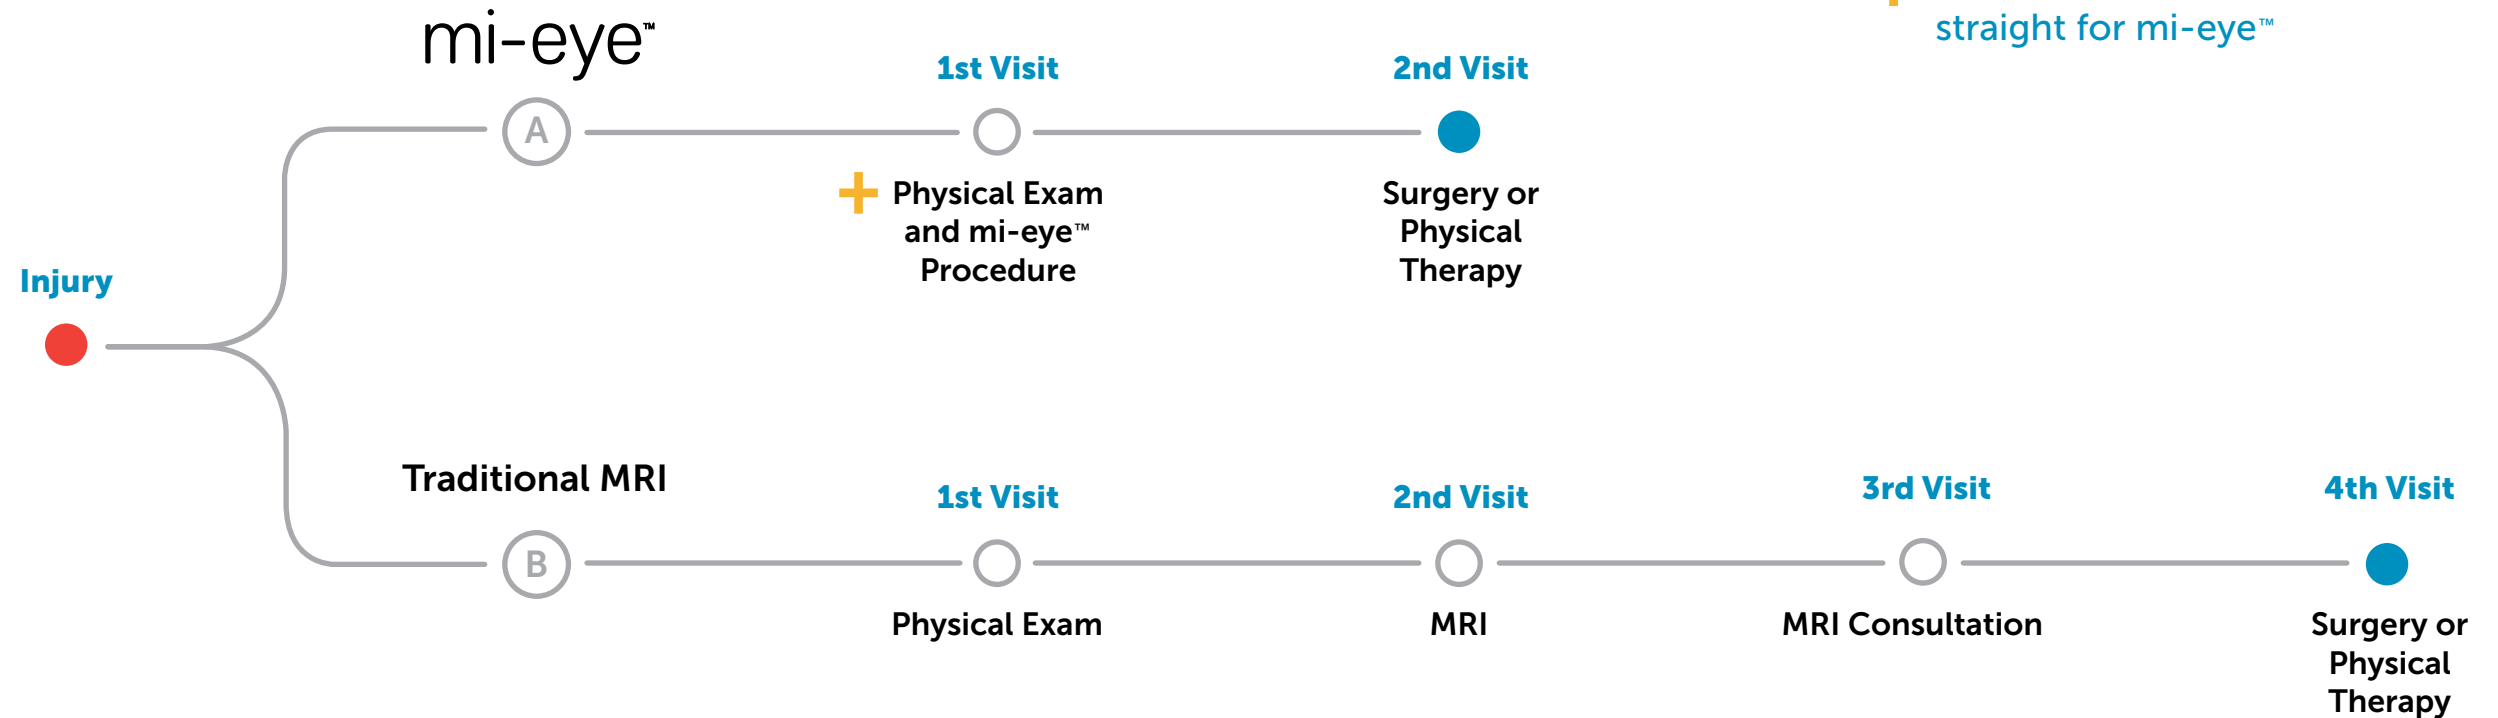 straight for mi-eye™
mi-eye™
1st Visit
2nd Visit
A
Physical Exam
and mi-eye™
Procedure
Surgery or
Physical
Therapy
Injury
Traditional MRI
1st Visit
2nd Visit
3rd Visit
4th Visit
B
Physical Exam
MRI
MRI Consultation
Surgery or
Physical
Therapy